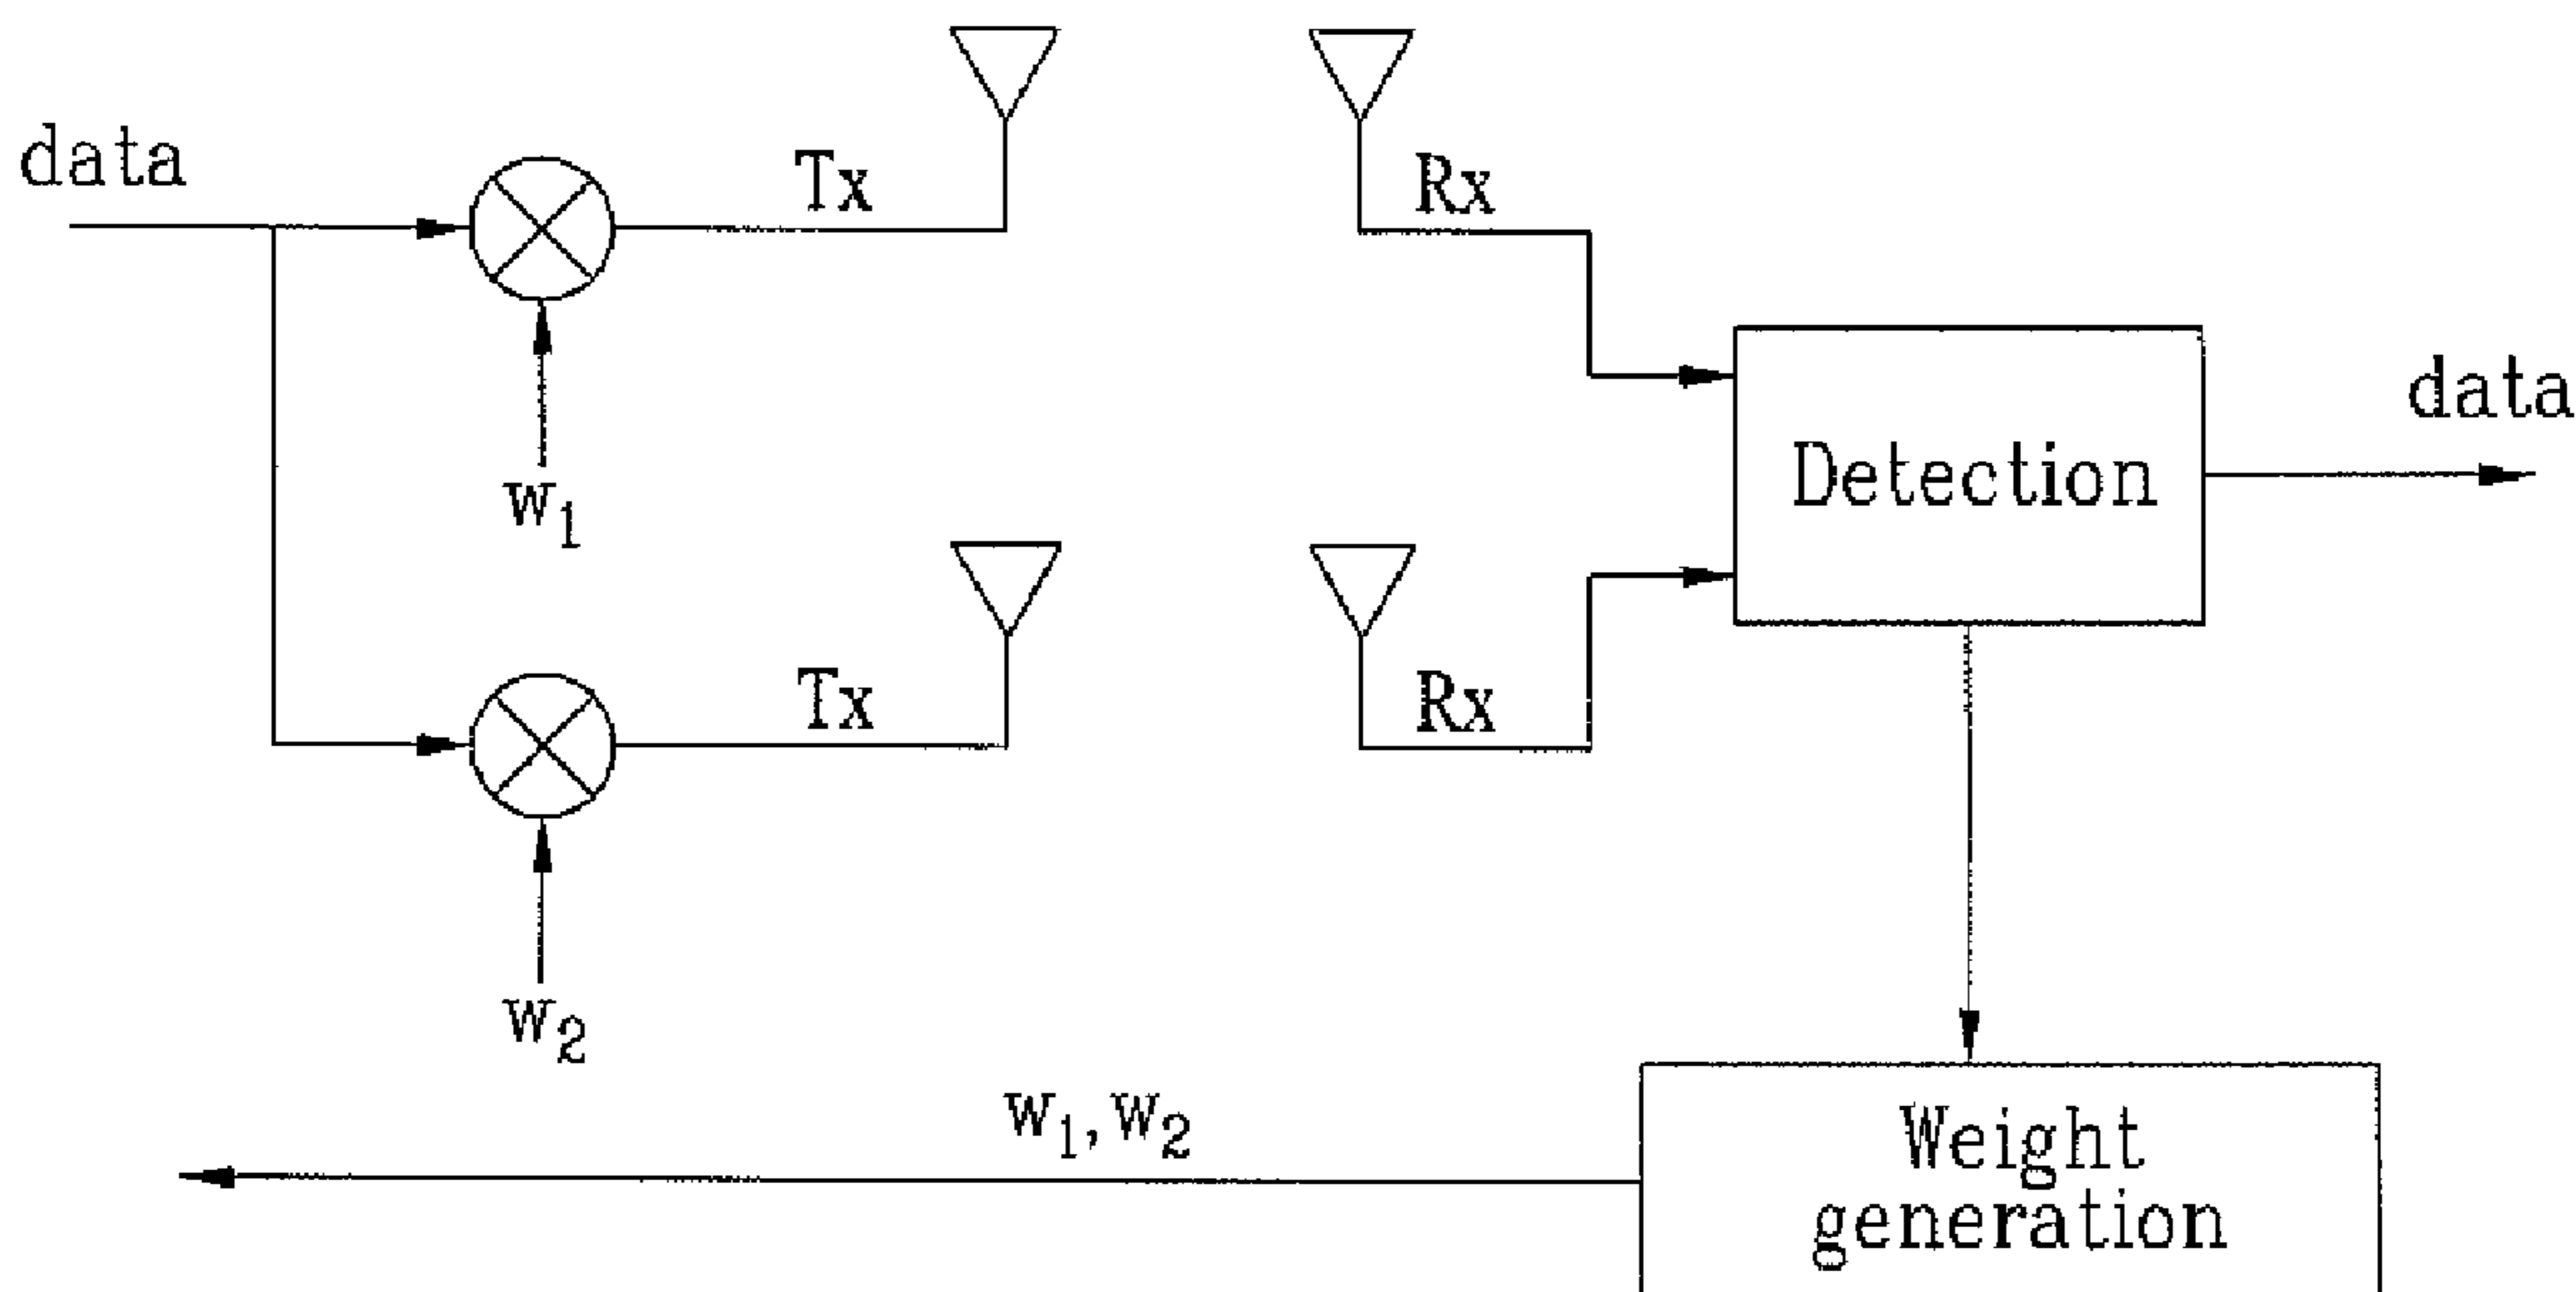 data
Tx
Rx
w₁
Detection
data
Tx
Rx
w₂
w₁, w₂
Weight
generation